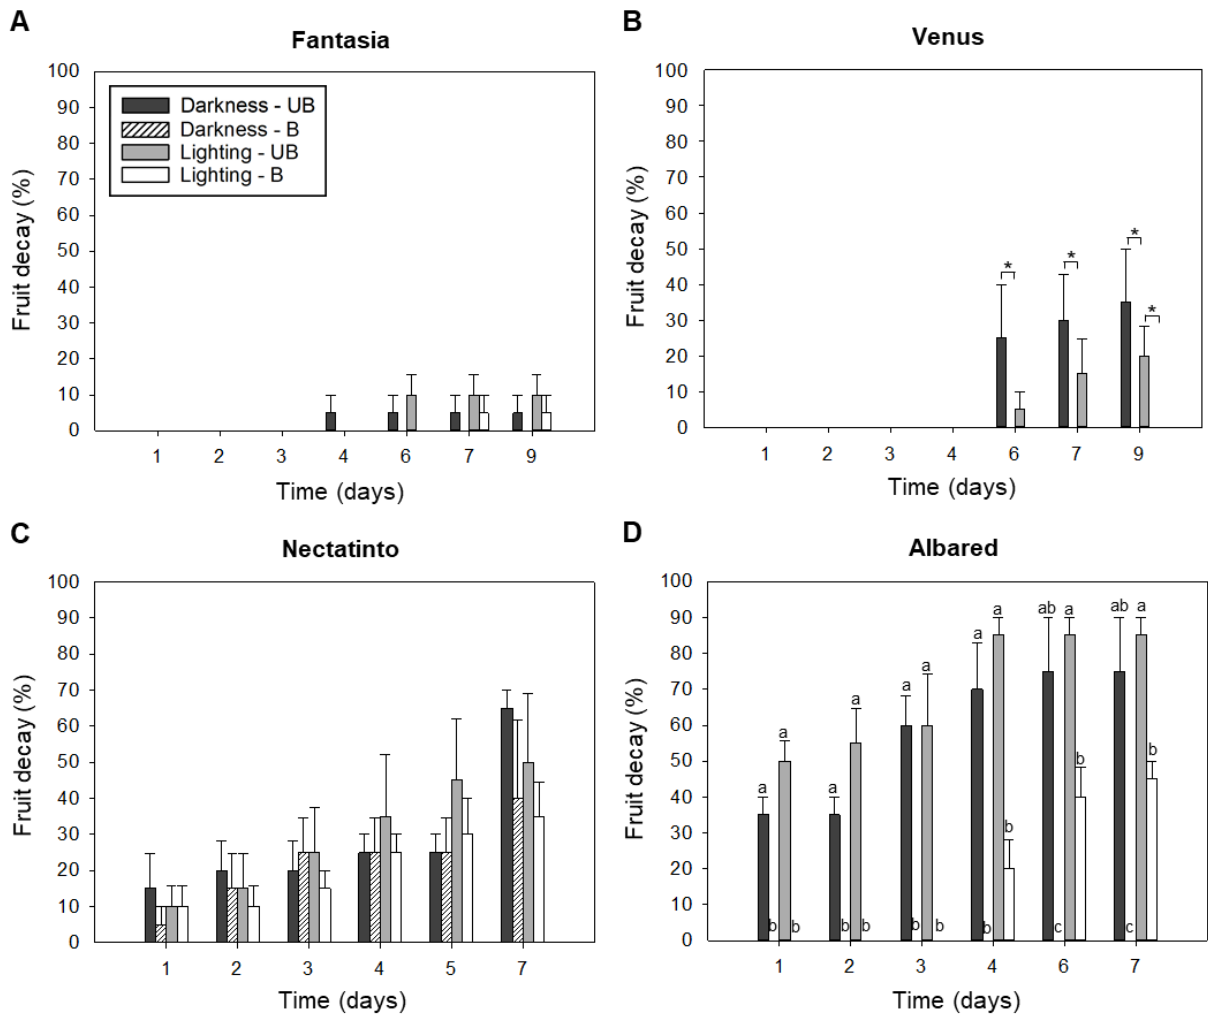 A
Fantasia
100
90
80
70
60
50
40
30
20
10
0
Fruit decay (%)
Darkness - UB
Darkness - B
Lighting - UB
Lighting - B
1 2 3 4 6 7 9
Time (days)
B
Venus
100
90
80
70
60
50
40
30
20
10
0
Fruit decay (%)
* * * *
1 2 3 4 6 7 9
Time (days)
C
Nectatinto
100
90
80
70
60
50
40
30
20
10
0
Fruit decay (%)
1 2 3 4 5 7
Time (days)
D
Albared
100
90
80
70
60
50
40
30
20
10
0
Fruit decay (%)
a b a b a b a b a b a b a b a b ab c a b ab c a b
1 2 3 4 6 7
Time (days)